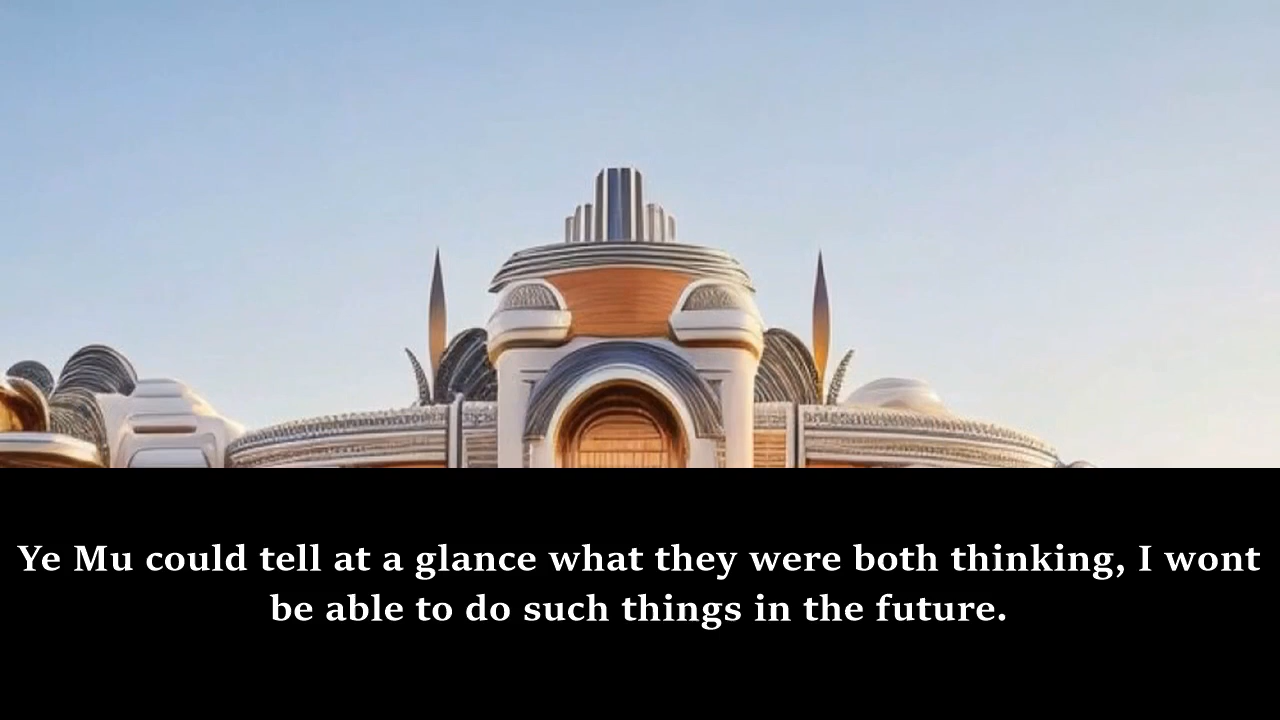 Ye Mu could tell at a glance what they were both thinking, I wont
be able to do such things in the future.